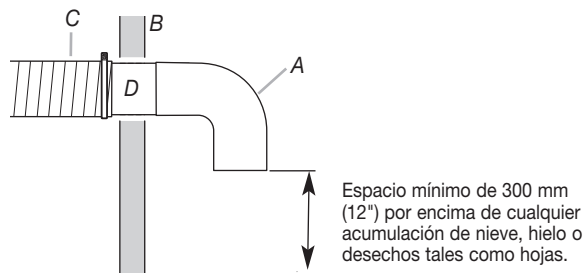 C
B
A
D
Espacio mínimo de 300 mm
(12") por encima de cualquier
acumulación de nieve, hielo o
desechos tales como hojas.